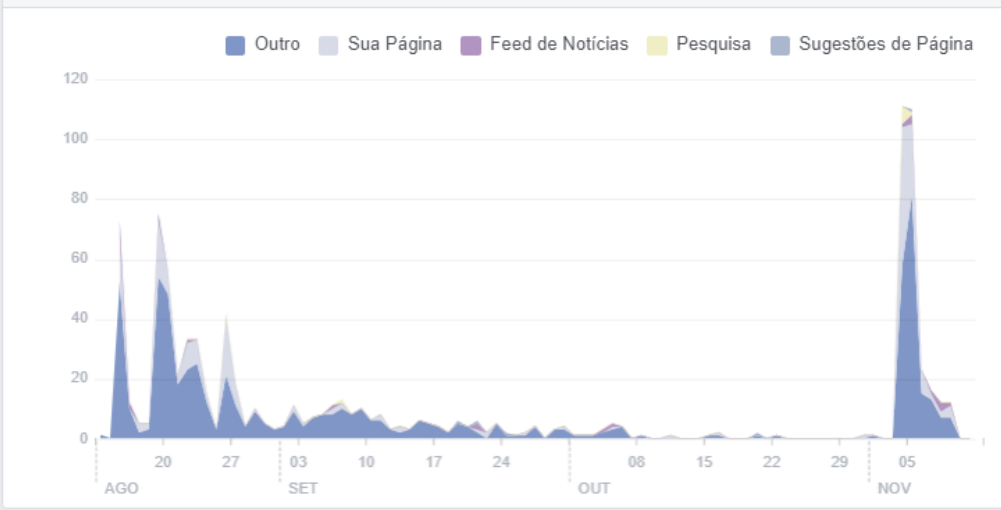 Outro Sua Página Feed de Notícias Pesquisa Sugestões de Página
120
100
80
60
40
20
0
20 27 03 10 17 24 08 15 22 29 05
AGO SET OUT NOV